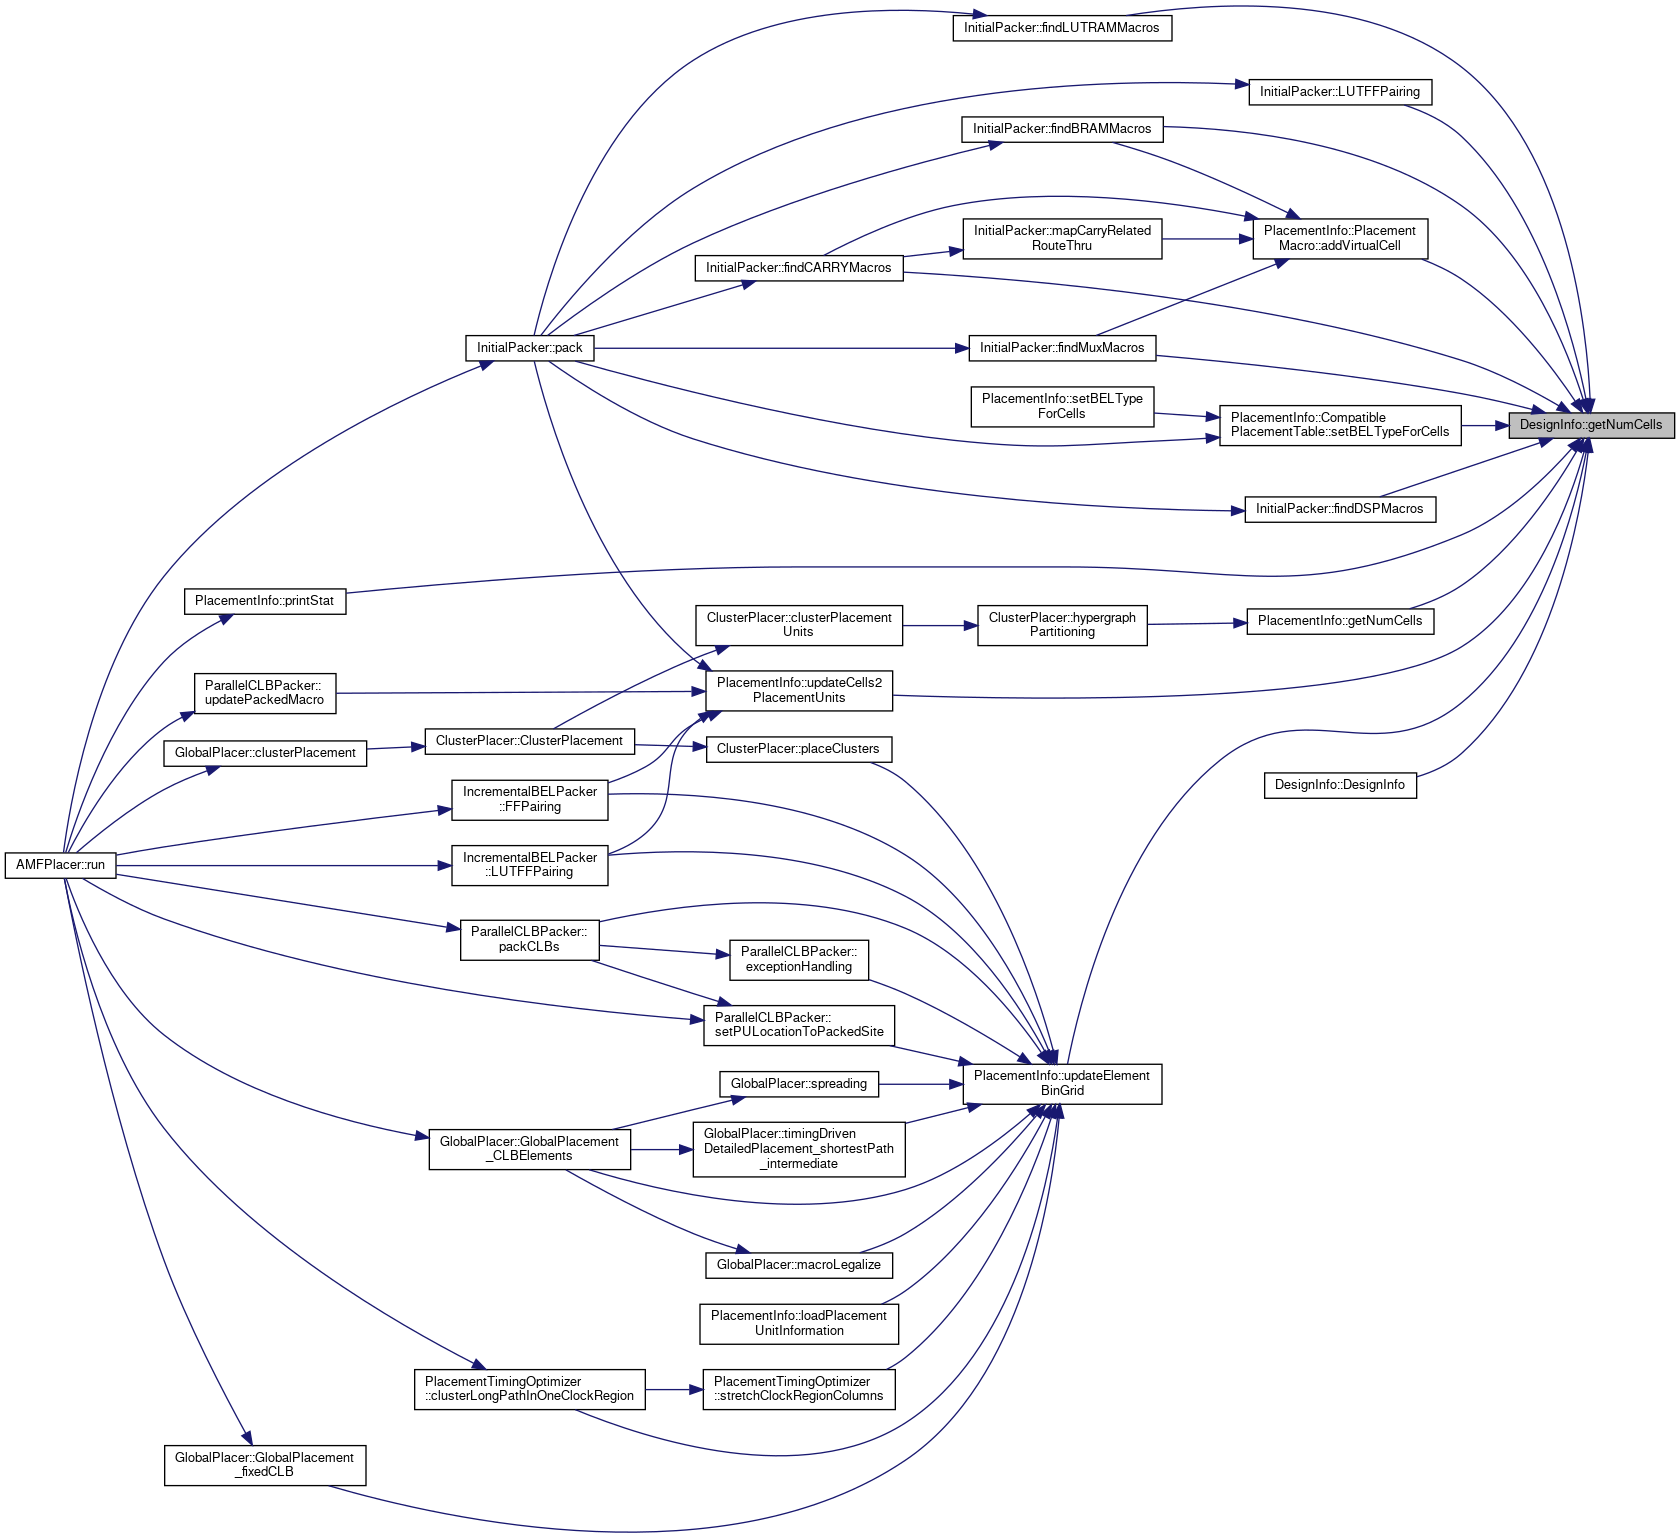 InitialPacker::findLUTRAMMacros
InitialPacker::LUTFFPairing
InitialPacker::findBRAMMacros
PlacementInfo::Placement
Macro::addVirtualCell
InitialPacker::mapCarryRelated
RouteThru
InitialPacker::findCARRYMacros
InitialPacker::pack
InitialPacker::findMuxMacros
PlacementInfo::setBELType
ForCells
PlacementInfo::Compatible
PlacementTable::setBELTypeForCells
DesignInfo::getNumCells
InitialPacker::findDSPMacros
PlacementInfo::printStat
ClusterPlacer::clusterPlacement
Units
ClusterPlacer::hypergraph
Partitioning
PlacementInfo::getNumCells
ParallelCLBPacker::
updatePackedMacro
PlacementInfo::updateCells2
PlacementUnits
GlobalPlacer::clusterPlacement
ClusterPlacer::ClusterPlacement
ClusterPlacer::placeClusters
DesignInfo::DesignInfo
IncrementalBELPacker
::FFPairing
AMFPlacer::run
IncrementalBELPacker
::LUTFFPairing
ParallelCLBPacker::
packCLBs
ParallelCLBPacker::
exceptionHandling
ParallelCLBPacker::
setPULocationToPackedSite
PlacementInfo::updateElement
BinGrid
GlobalPlacer::spreading
GlobalPlacer::GlobalPlacement
_CLBElements
GlobalPlacer::timingDriven
DetailedPlacement_shortestPath
_intermediate
GlobalPlacer::macroLegalize
PlacementInfo::loadPlacement
UnitInformation
PlacementTimingOptimizer
::clusterLongPathInOneClockRegion
PlacementTimingOptimizer
::stretchClockRegionColumns
GlobalPlacer::GlobalPlacement
_fixedCLB